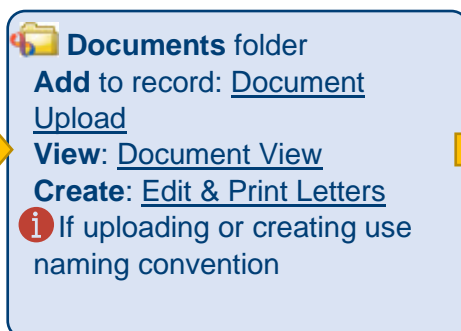 Documents folder
Add to record: Document
Upload
View: Document View
Create: Edit & Print Letters
i If uploading or creating use
naming convention